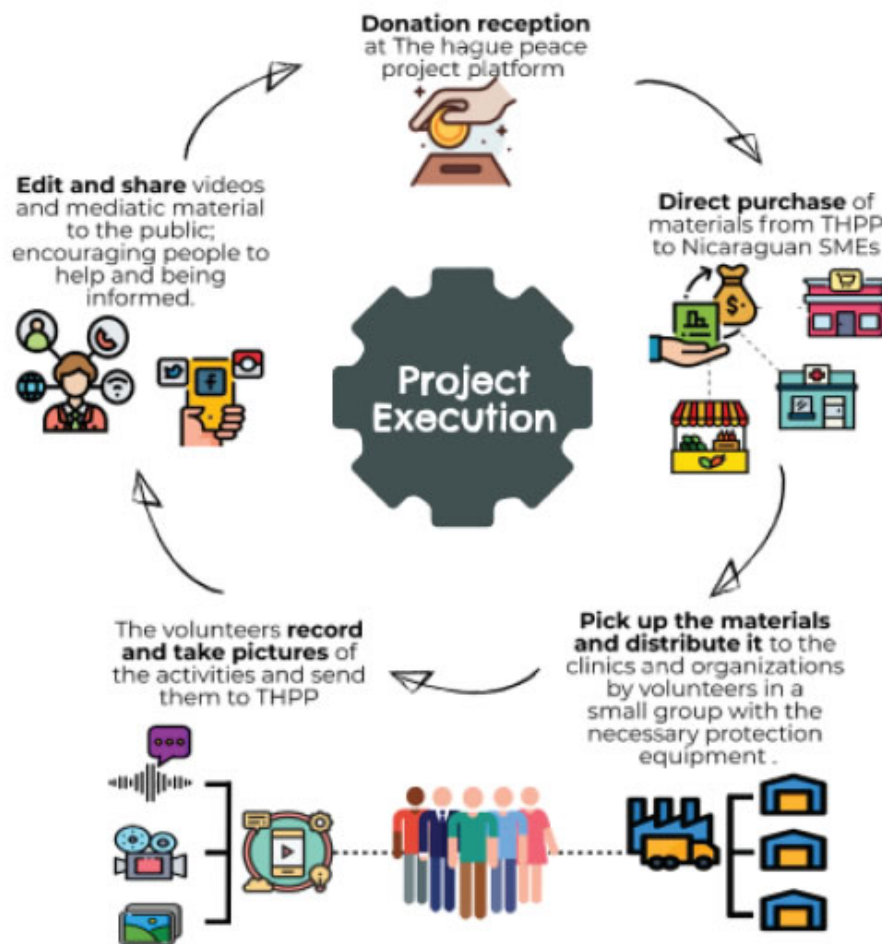 Donation reception
at The hague peace
project platform
Direct purchase of
materials from THPP
to Nicaraguan SMEs
Pick up the materials
and distribute it to the
clinics and organizations
by volunteers in a
small group with the
necessary protection
equipment .
The volunteers record
and take pictures of
the activities and send
them to THPP
Edit and share videos
and mediatic material
to the public;
encouraging people to
help and being
informed.
Project
Execution